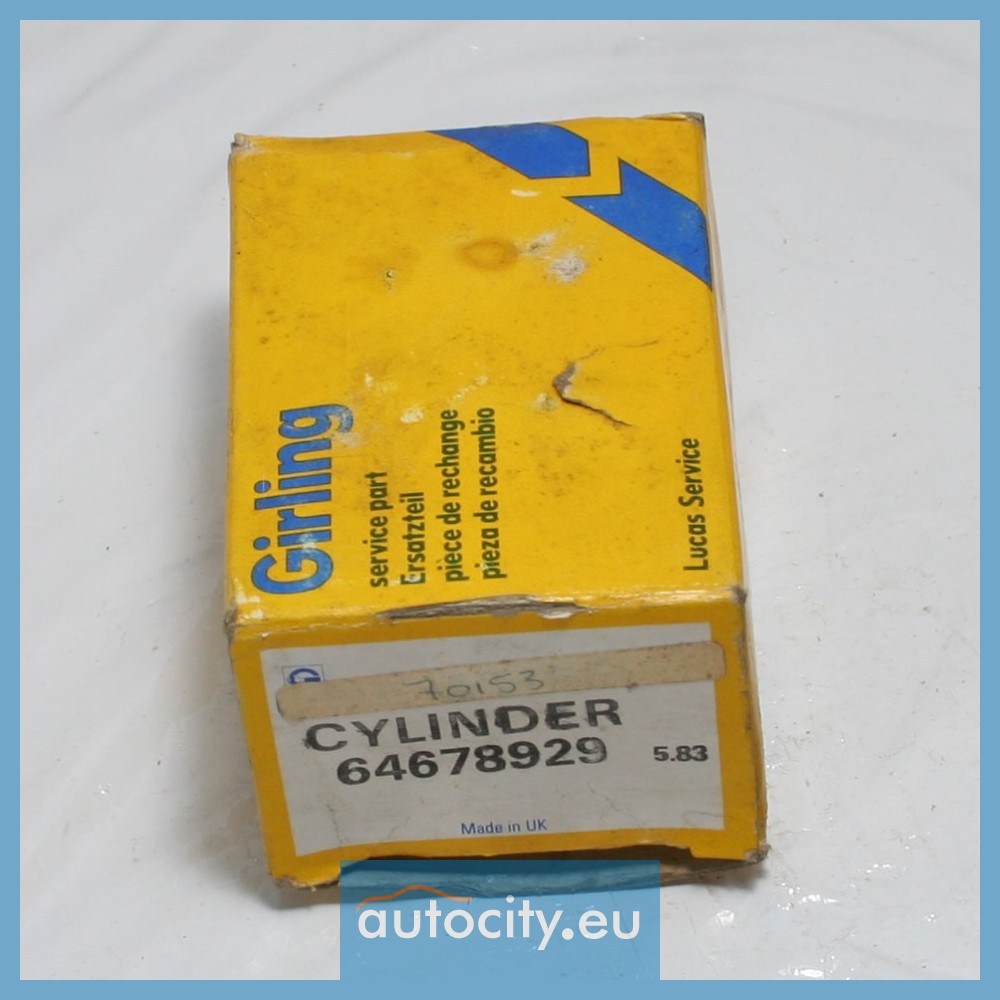 Girling
service part
Ersatzteil
pièce de rechange
pieza de recambio
Lucas Service
70153
CYLINDER
64678929
5.83
Made in UK
autocity.eu